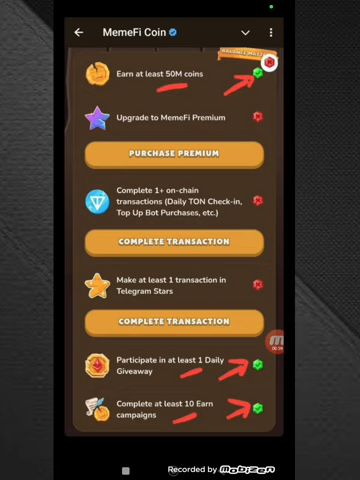 MemeFi Coin
Earn at least 50M coins
Upgrade to MemeFi Premium
PURCHASE PREMIUM
Complete 1+ on-chain
transactions (Daily TON Check-in,
Top Up Bot Purchases, etc.)
COMPLETE TRANSACTION
Make at least 1 transaction in
Telegram Stars
COMPLETE TRANSACTION
00:39
Participate in at least 1 Daily
Giveaway
Complete at least 10 Earn
campaigns
Recorded by MOBIZEN